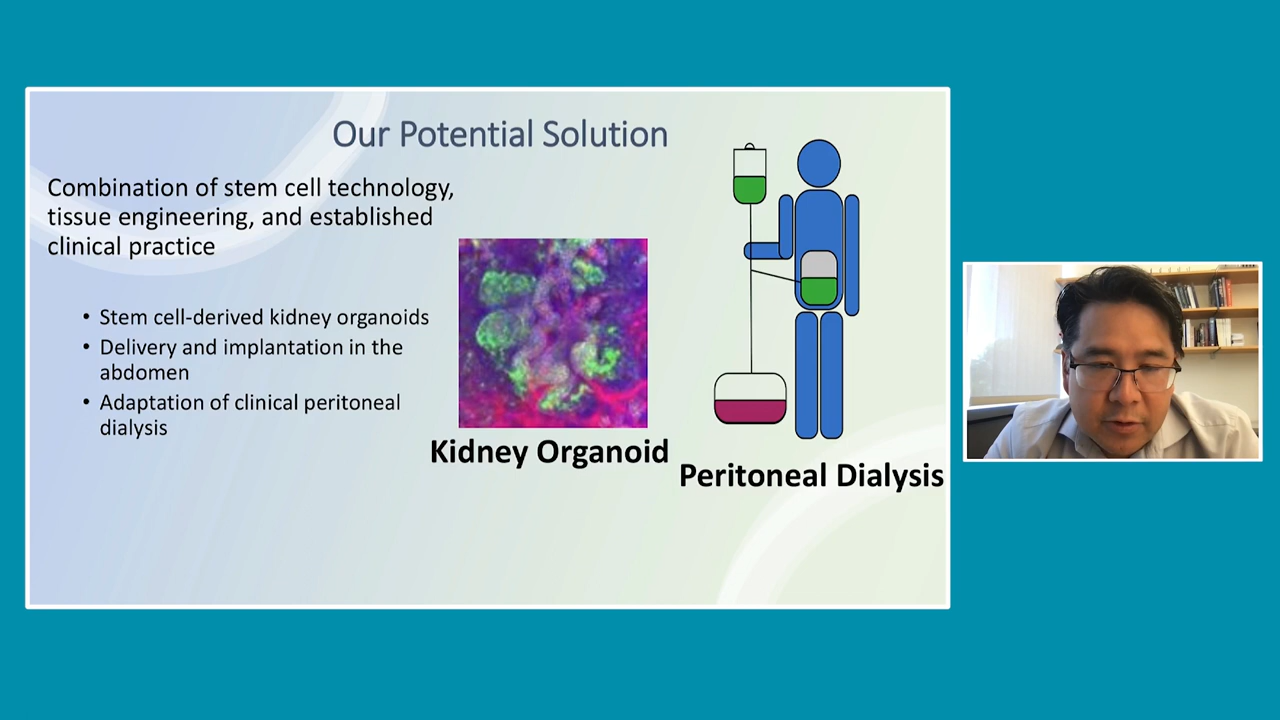 Our Potential Solution
Combination of stem cell technology,
tissue engineering, and established
clinical practice
• Stem cell-derived kidney organoids
• Delivery and implantation in the
abdomen
• Adaptation of clinical peritoneal
dialysis
Kidney Organoid
Peritoneal Dialysis